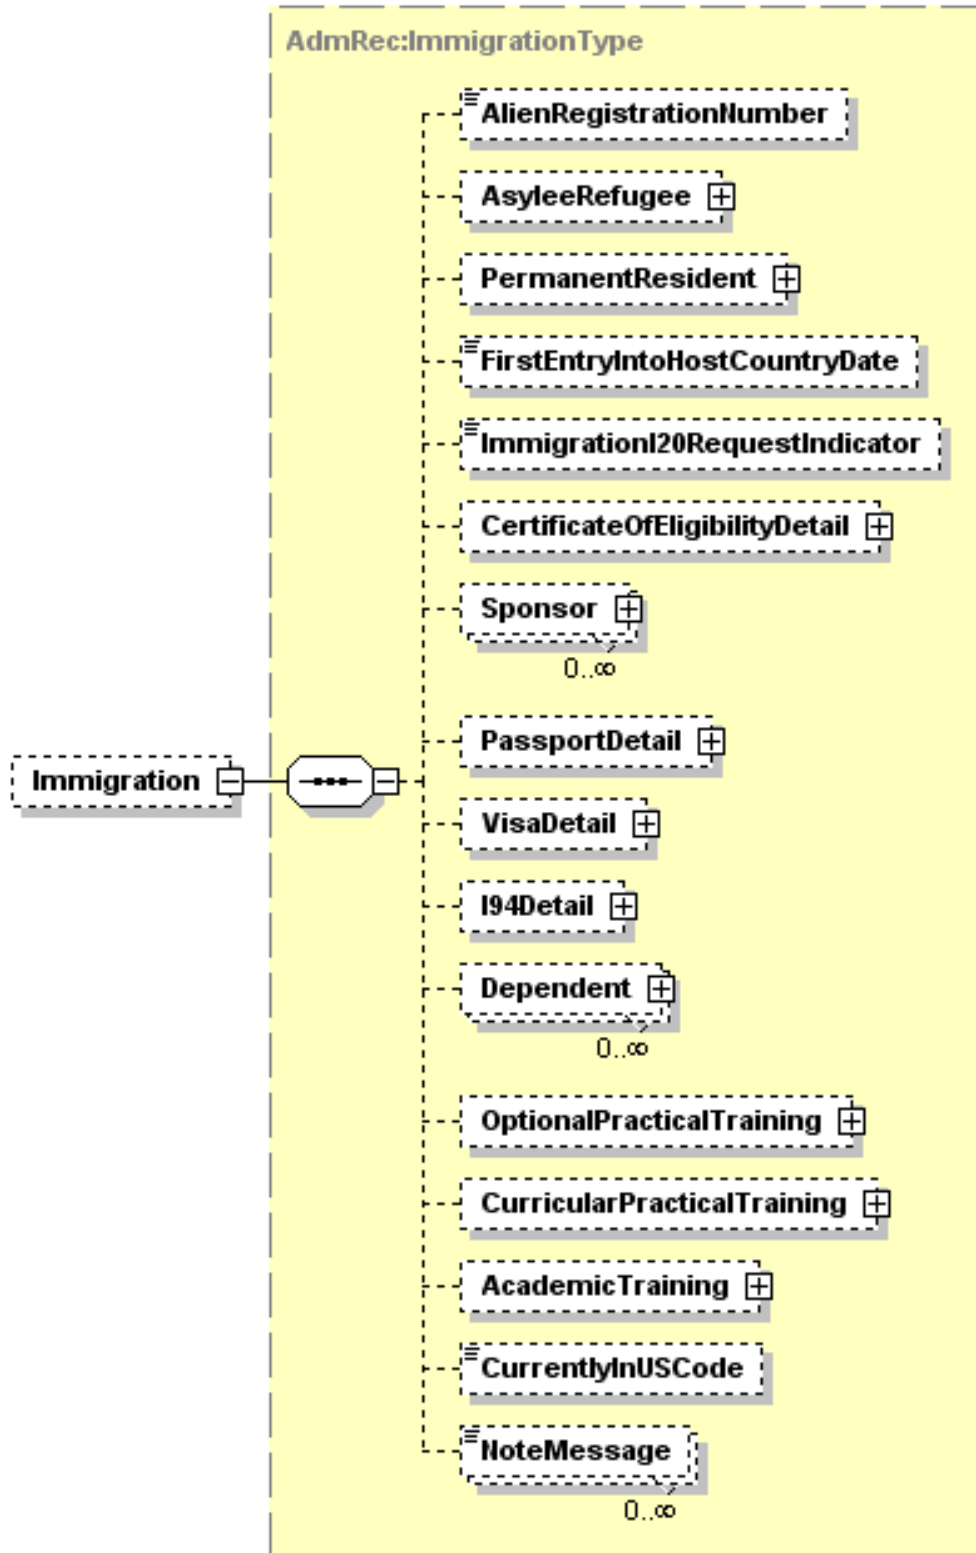 AdmRec:ImmigrationType
AlienRegistrationNumber
AsyleeRefugee
PermanentResident
FirstEntryIntoHostCountryDate
ImmigrationI20RequestIndicator
CertificateOfEligibilityDetail
Sponsor
0..∞
PassportDetail
Immigration
VisaDetail
I94Detail
Dependent
0..∞
OptionalPracticalTraining
CurricularPracticalTraining
AcademicTraining
CurrentlyInUSCode
NoteMessage
0..∞